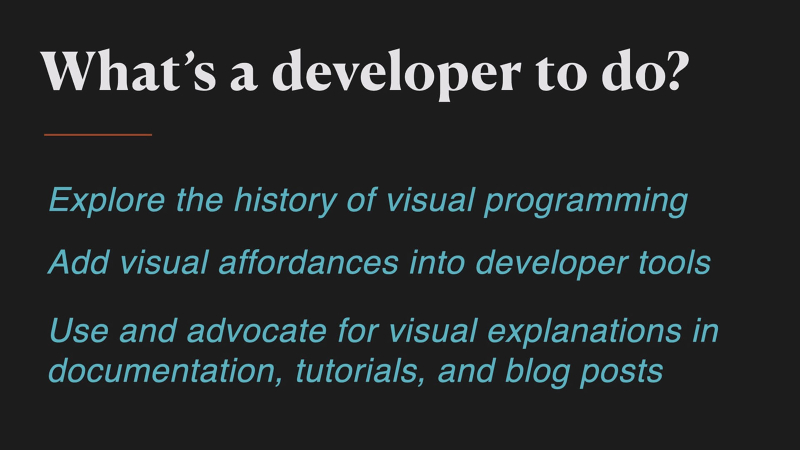 What’s a developer to do?
Explore the history of visual programming
Add visual affordances into developer tools
Use and advocate for visual explanations in
documentation, tutorials, and blog posts